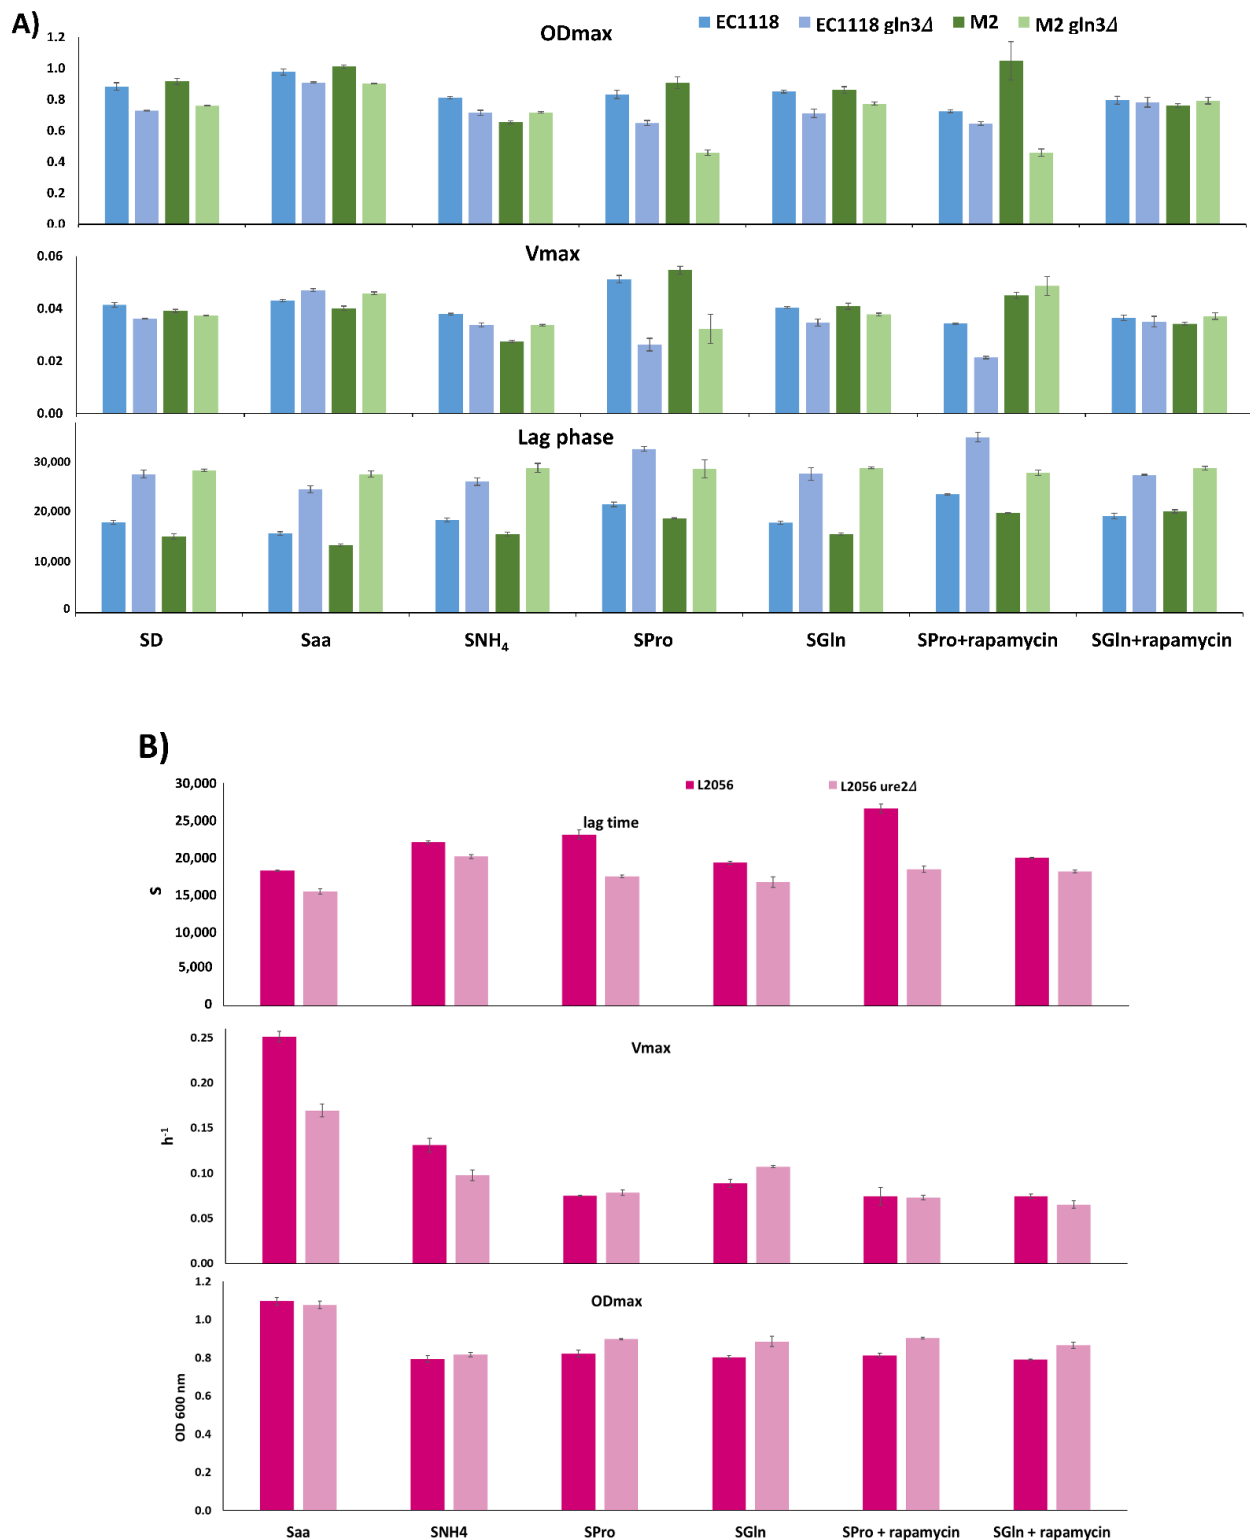 A)
EC1118 EC1118 gln3Δ M2 M2 gln3Δ
ODmax
1.2
1.0
0.8
0.6
0.4
0.2
0.0
Vmax
0.06
0.04
0.02
0.00
Lag phase
30,000
20,000
10,000
0
SD Saa SNH4 SPro SGln SPro+rapamycin SGln+rapamycin
B)
L2056 L2056 ure2Δ
lag time
30,000
25,000
20,000
15,000
10,000
5,000
0
S
Vmax
0.25
0.20
0.15
0.10
0.05
0.00
h-1
ODmax
1.2
1.0
0.8
0.6
0.4
0.2
0.0
OD 600 nm
Saa SNH4 SPro SGln SPro + rapamycin SGln + rapamycin